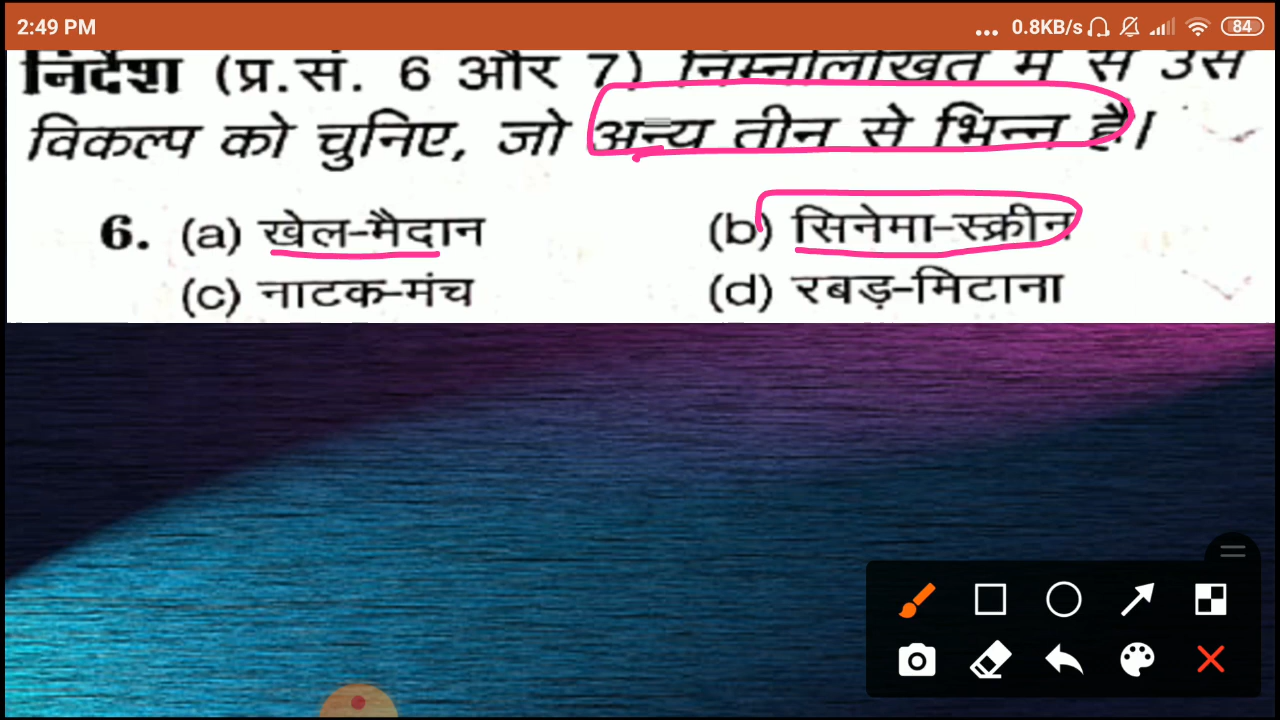 2:49 PM
... 0.8KB/s 84
निर्देश (प्र.सं. 6 और 7) निम्नलिखित में से उस
विकल्प को चुनिए, जो अन्य तीन से भिन्न है।
6. (a) खेल-मैदान (b) सिनेमा-स्क्रीन
(c) नाटक-मंच (d) रबड़-मिटाना